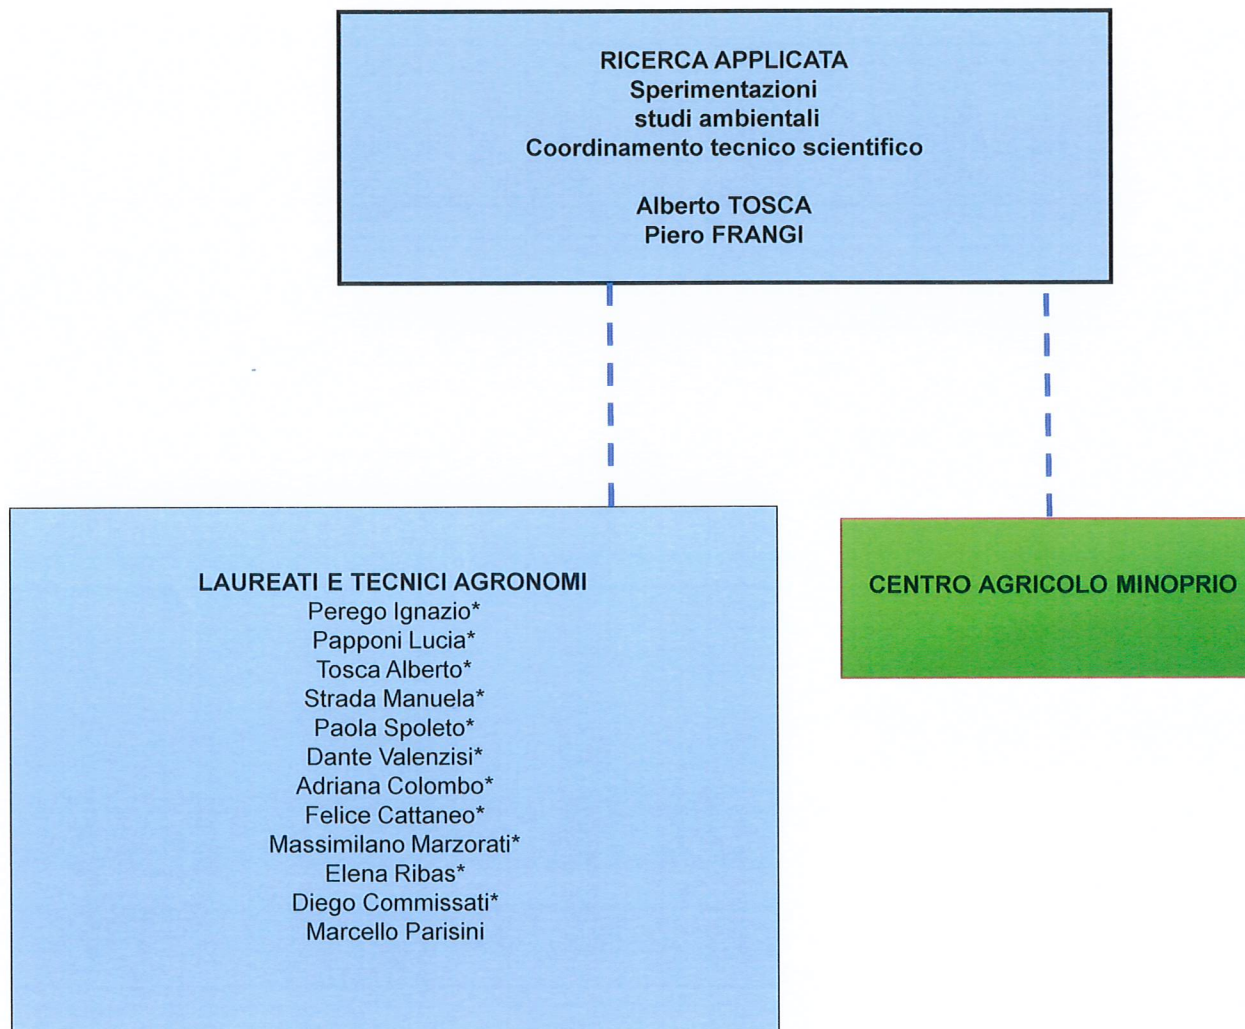 RICERCA APPLICATA
Sperimentazioni
studi ambientali
Coordinamento tecnico scientifico
Alberto TOSCA
Piero FRANGI
LAUREATI E TECNICI AGRONOMI
Perego Ignazio*
Papponi Lucia*
Tosca Alberto*
Strada Manuela*
Paola Spoleto*
Dante Valenzisi*
Adriana Colombo*
Felice Cattaneo*
Massimilano Marzorati*
Elena Ribas*
Diego Commissati*
Marcello Parisini
CENTRO AGRICOLO MINOPRIO